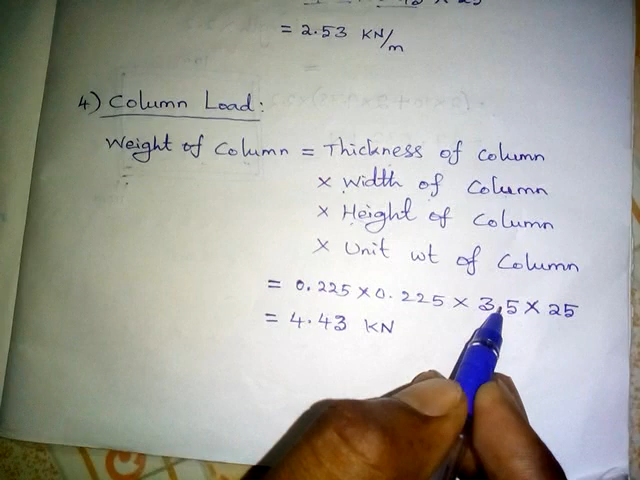 = 2.53 KN/m
4) Column Load:
Weight of Column = Thickness of column
× Width of Column
× Height of Column
× Unit wt of Column
= 0.225 × 0.225 × 3.5 × 25
= 4.43 KN